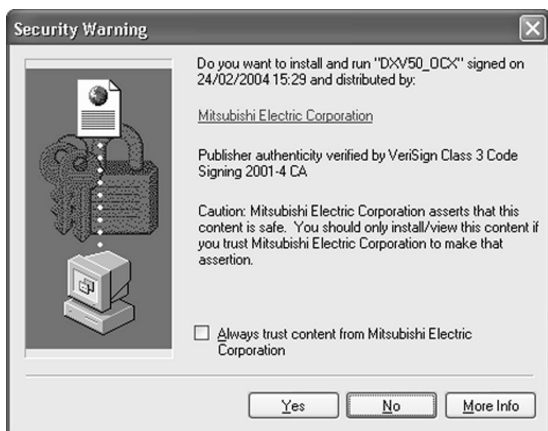 Security Warning
Do you want to install and run "DXV50_OCX" signed on
24/02/2004 15:29 and distributed by:
Mitsubishi Electric Corporation
Publisher authenticity verified by VeriSign Class 3 Code
Signing 2001-4 CA
Caution: Mitsubishi Electric Corporation asserts that this
content is safe. You should only install/view this content if
you trust Mitsubishi Electric Corporation to make that
assertion.
Always trust content from Mitsubishi Electric
Corporation
Yes
No
More Info